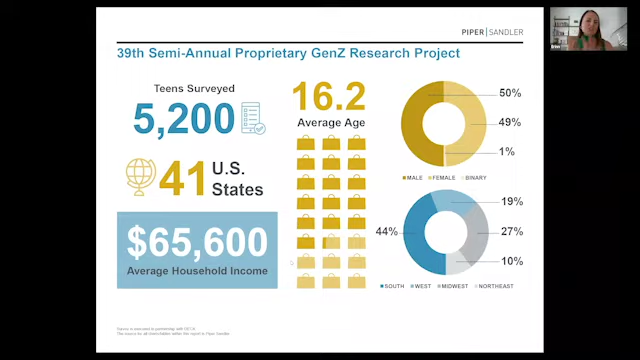 PIPER | SANDLER
39th Semi-Annual Proprietary GenZ Research Project
Teens Surveyed
5,200
41 U.S.
States
$65,600
Average Household Income
16.2
Average Age
50%
49%
1%
MALE FEMALE BINARY
19%
44%
27%
10%
SOUTH WEST MIDWEST NORTHEAST